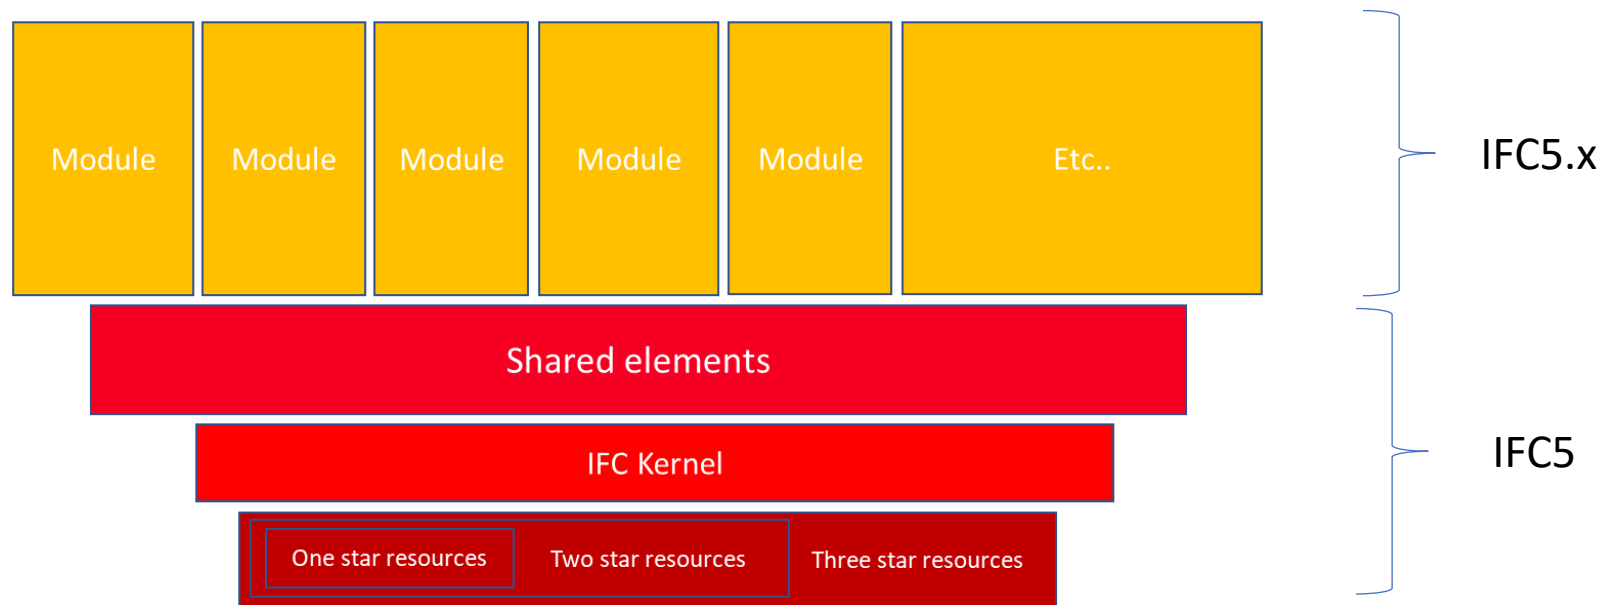 Module
Module
Module
Module
Module
Etc..
IFC5.x
Shared elements
IFC Kernel
IFC5
One star resources
Two star resources
Three star resources